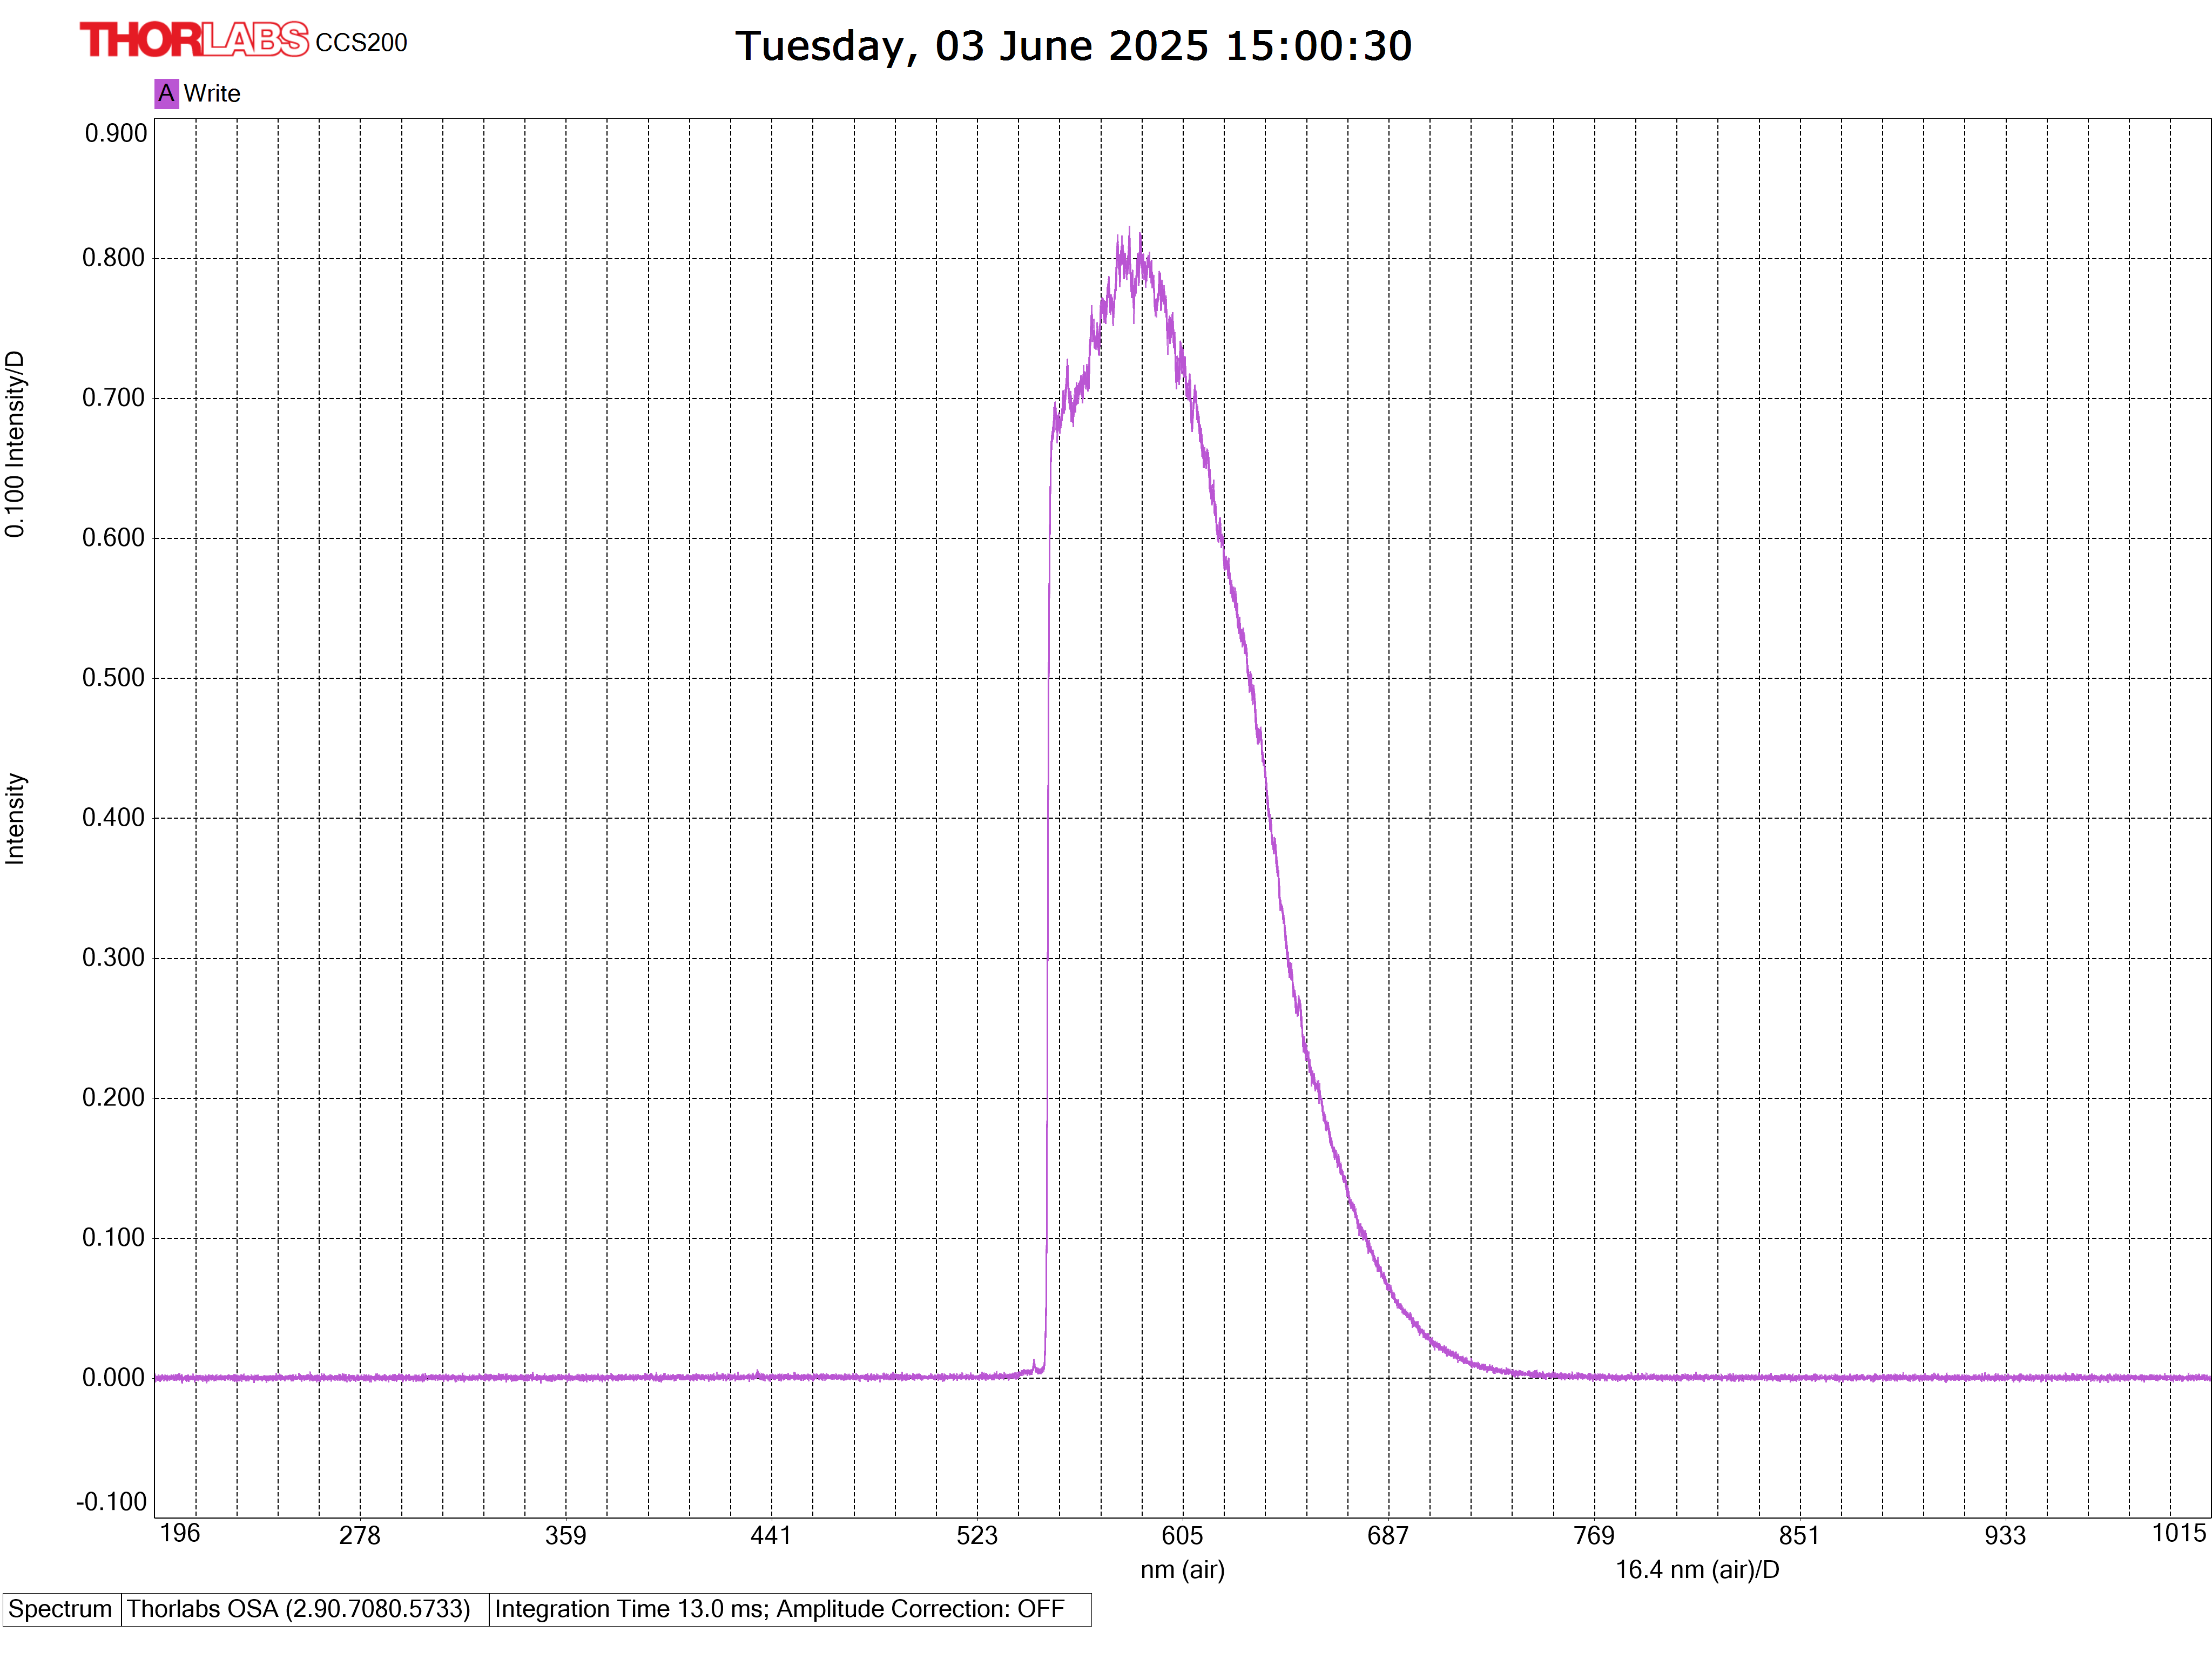 THORLABS CCS200
Tuesday, 03 June 2025 15:00:30
A Write
0.900
0.800
0.700
0.600
0.500
0.400
0.300
0.200
0.100
0.000
-0.100
0.100 Intensity/D
Intensity
196 278 359 441 523 605 687 769 851 933 1015
nm (air) 16.4 nm (air)/D
Spectrum Thorlabs OSA (2.90.7080.5733) Integration Time 13.0 ms; Amplitude Correction: OFF